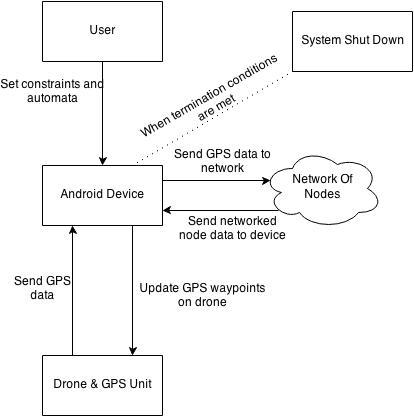 User
System Shut Down
Set constraints and
automata
When termination conditions
are met
Send GPS data to
network
Android Device
Network Of
Nodes
Send networked
node data to device
Send GPS
data
Update GPS waypoints
on drone
Drone & GPS Unit